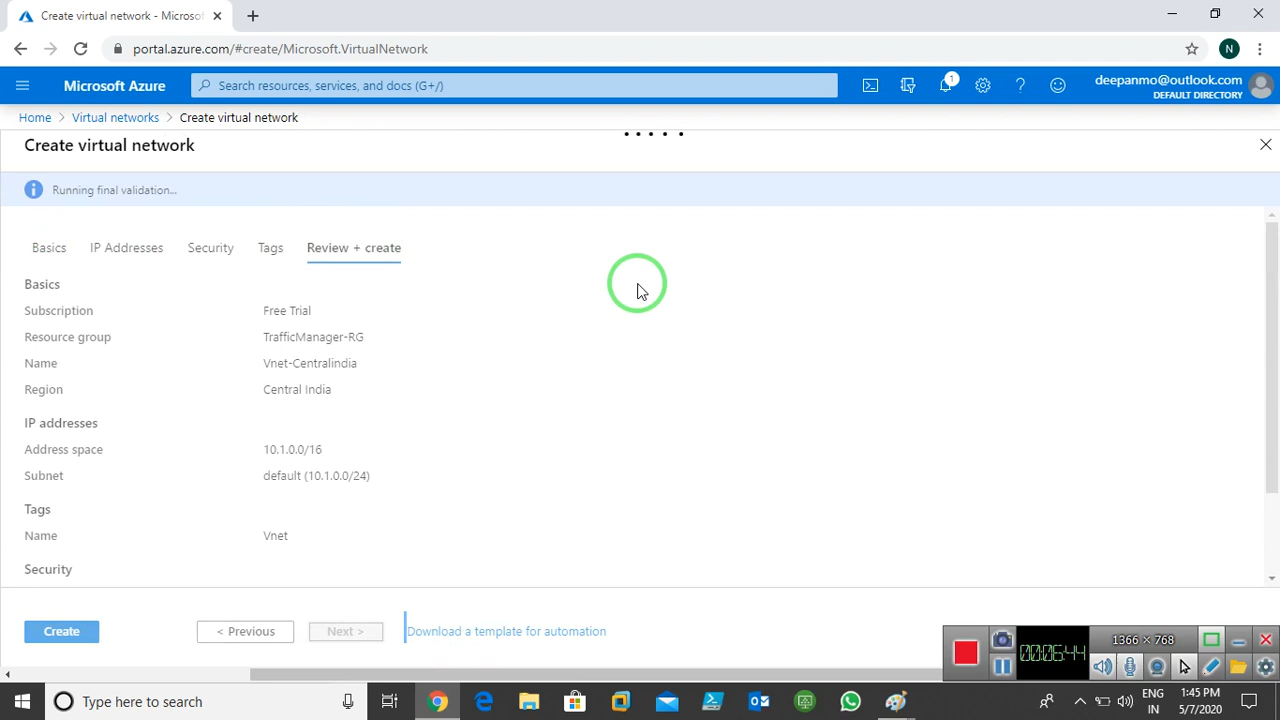 Create virtual network - Microsof
portal.azure.com/#create/Microsoft.VirtualNetwork
N
Microsoft Azure
Search resources, services, and docs (G+/)
1
deepanmo@outlook.com
DEFAULT DIRECTORY
Home > Virtual networks > Create virtual network
Create virtual network
Running final validation...
Basics IP Addresses Security Tags Review + create
Basics
Subscription Free Trial
Resource group TrafficManager-RG
Name Vnet-Centralindia
Region Central India
IP addresses
Address space 10.1.0.0/16
Subnet default (10.1.0.0/24)
Tags
Name Vnet
Security
Create < Previous Next > Download a template for automation
00:06:44
1366 × 768
Type here to search
ENG
IN
1:45 PM
5/7/2020